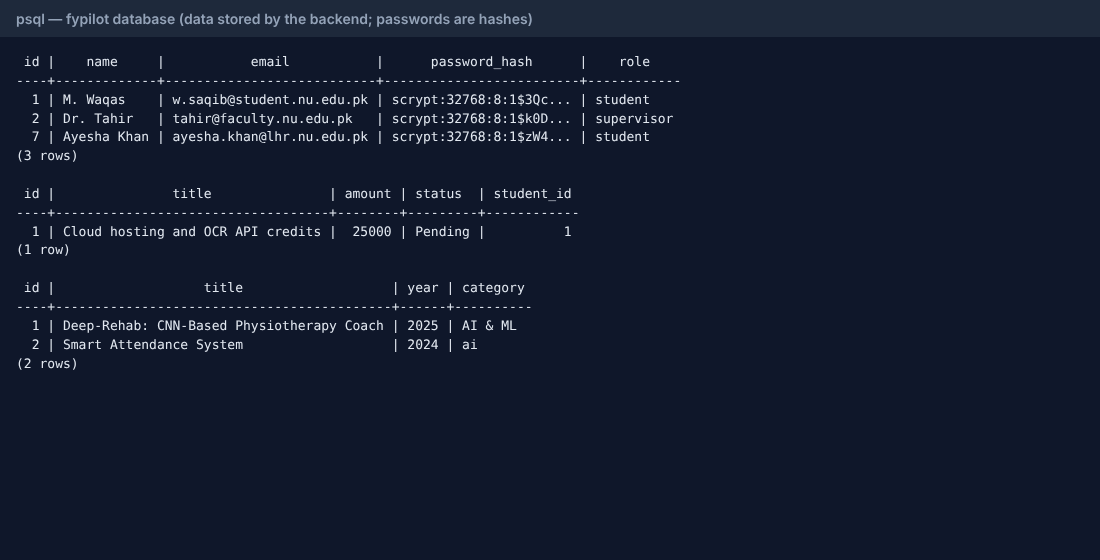 psql — fypilot database (data stored by the backend; passwords are hashes)
 id |    name     |           email           |      password_hash      |    role
----+-------------+---------------------------+-------------------------+------------
  1 | M. Waqas    | w.saqib@student.nu.edu.pk | scrypt:32768:8:1$3Qc... | student
  2 | Dr. Tahir   | tahir@faculty.nu.edu.pk   | scrypt:32768:8:1$k0D... | supervisor
  7 | Ayesha Khan | ayesha.khan@lhr.nu.edu.pk | scrypt:32768:8:1$zW4... | student
(3 rows)
 id |               title               | amount | status  | student_id
----+-----------------------------------+--------+---------+------------
  1 | Cloud hosting and OCR API credits |  25000 | Pending |          1
(1 row)
 id |                   title                   | year | category
----+-------------------------------------------+------+----------
  1 | Deep-Rehab: CNN-Based Physiotherapy Coach | 2025 | AI & ML
  2 | Smart Attendance System                   | 2024 | ai
(2 rows)